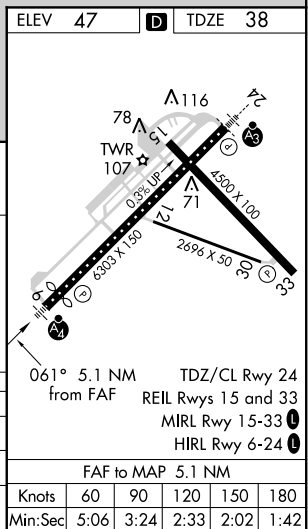 ELEV 47 D TDZE 38
116
24
78
15
A3
TWR
107
P
0.3% UP
4500 X 100
71
12
6303 X 150
2696 X 50
30
P
33
6
P
A4
061° 5.1 NM
from FAF
TDZ/CL Rwy 24
REIL Rwys 15 and 33
MIRL Rwy 15-33 L
HIRL Rwy 6-24 L
FAF to MAP 5.1 NM
Knots 60 90 120 150 180
Min:Sec 5:06 3:24 2:33 2:02 1:42